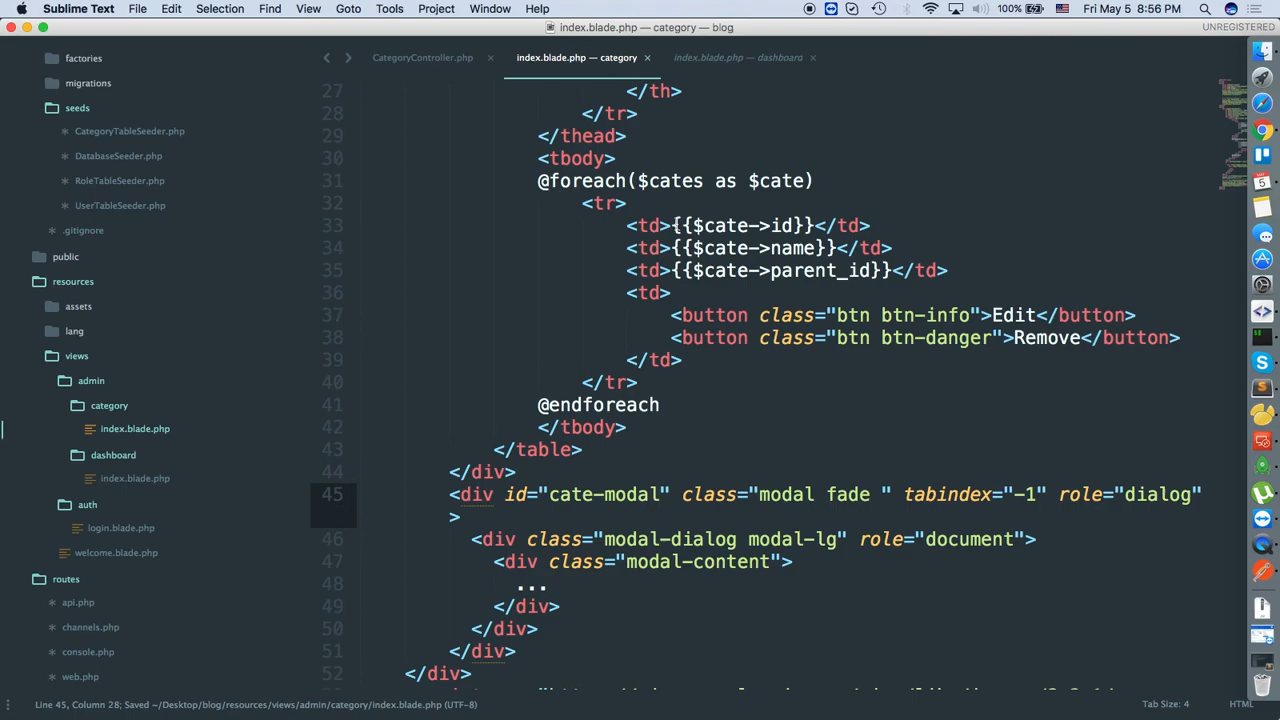 Sublime Text File Edit Selection Find View Goto Tools Project Window Help 100% Fri May 5 8:56 PM
index.blade.php — category — blog UNREGISTERED
factories
migrations
seeds
CategoryTableSeeder.php
DatabaseSeeder.php
RoleTableSeeder.php
UserTableSeeder.php
.gitignore
public
resources
assets
lang
views
admin
category
index.blade.php
dashboard
index.blade.php
auth
login.blade.php
welcome.blade.php
routes
api.php
channels.php
console.php
web.php
CategoryController.php × index.blade.php — category × index.blade.php — dashboard ×
27 </th>
28 </tr>
29 </thead>
30 <tbody>
31 @foreach($cates as $cate)
32 <tr>
33 <td>{{$cate->id}}</td>
34 <td>{{$cate->name}}</td>
35 <td>{{$cate->parent_id}}</td>
36 <td>
37 <button class="btn btn-info">Edit</button>
38 <button class="btn btn-danger">Remove</button>
39 </td>
40 </tr>
41 @endforeach
42 </tbody>
43 </table>
44 </div>
45 <div id="cate-modal" class="modal fade " tabindex="-1" role="dialog"
>
46 <div class="modal-dialog modal-lg" role="document">
47 <div class="modal-content">
48 ...
49 </div>
50 </div>
51 </div>
52 </div>
Line 45, Column 28; Saved ~/Desktop/blog/resources/views/admin/category/index.blade.php (UTF-8) Tab Size: 4 HTML